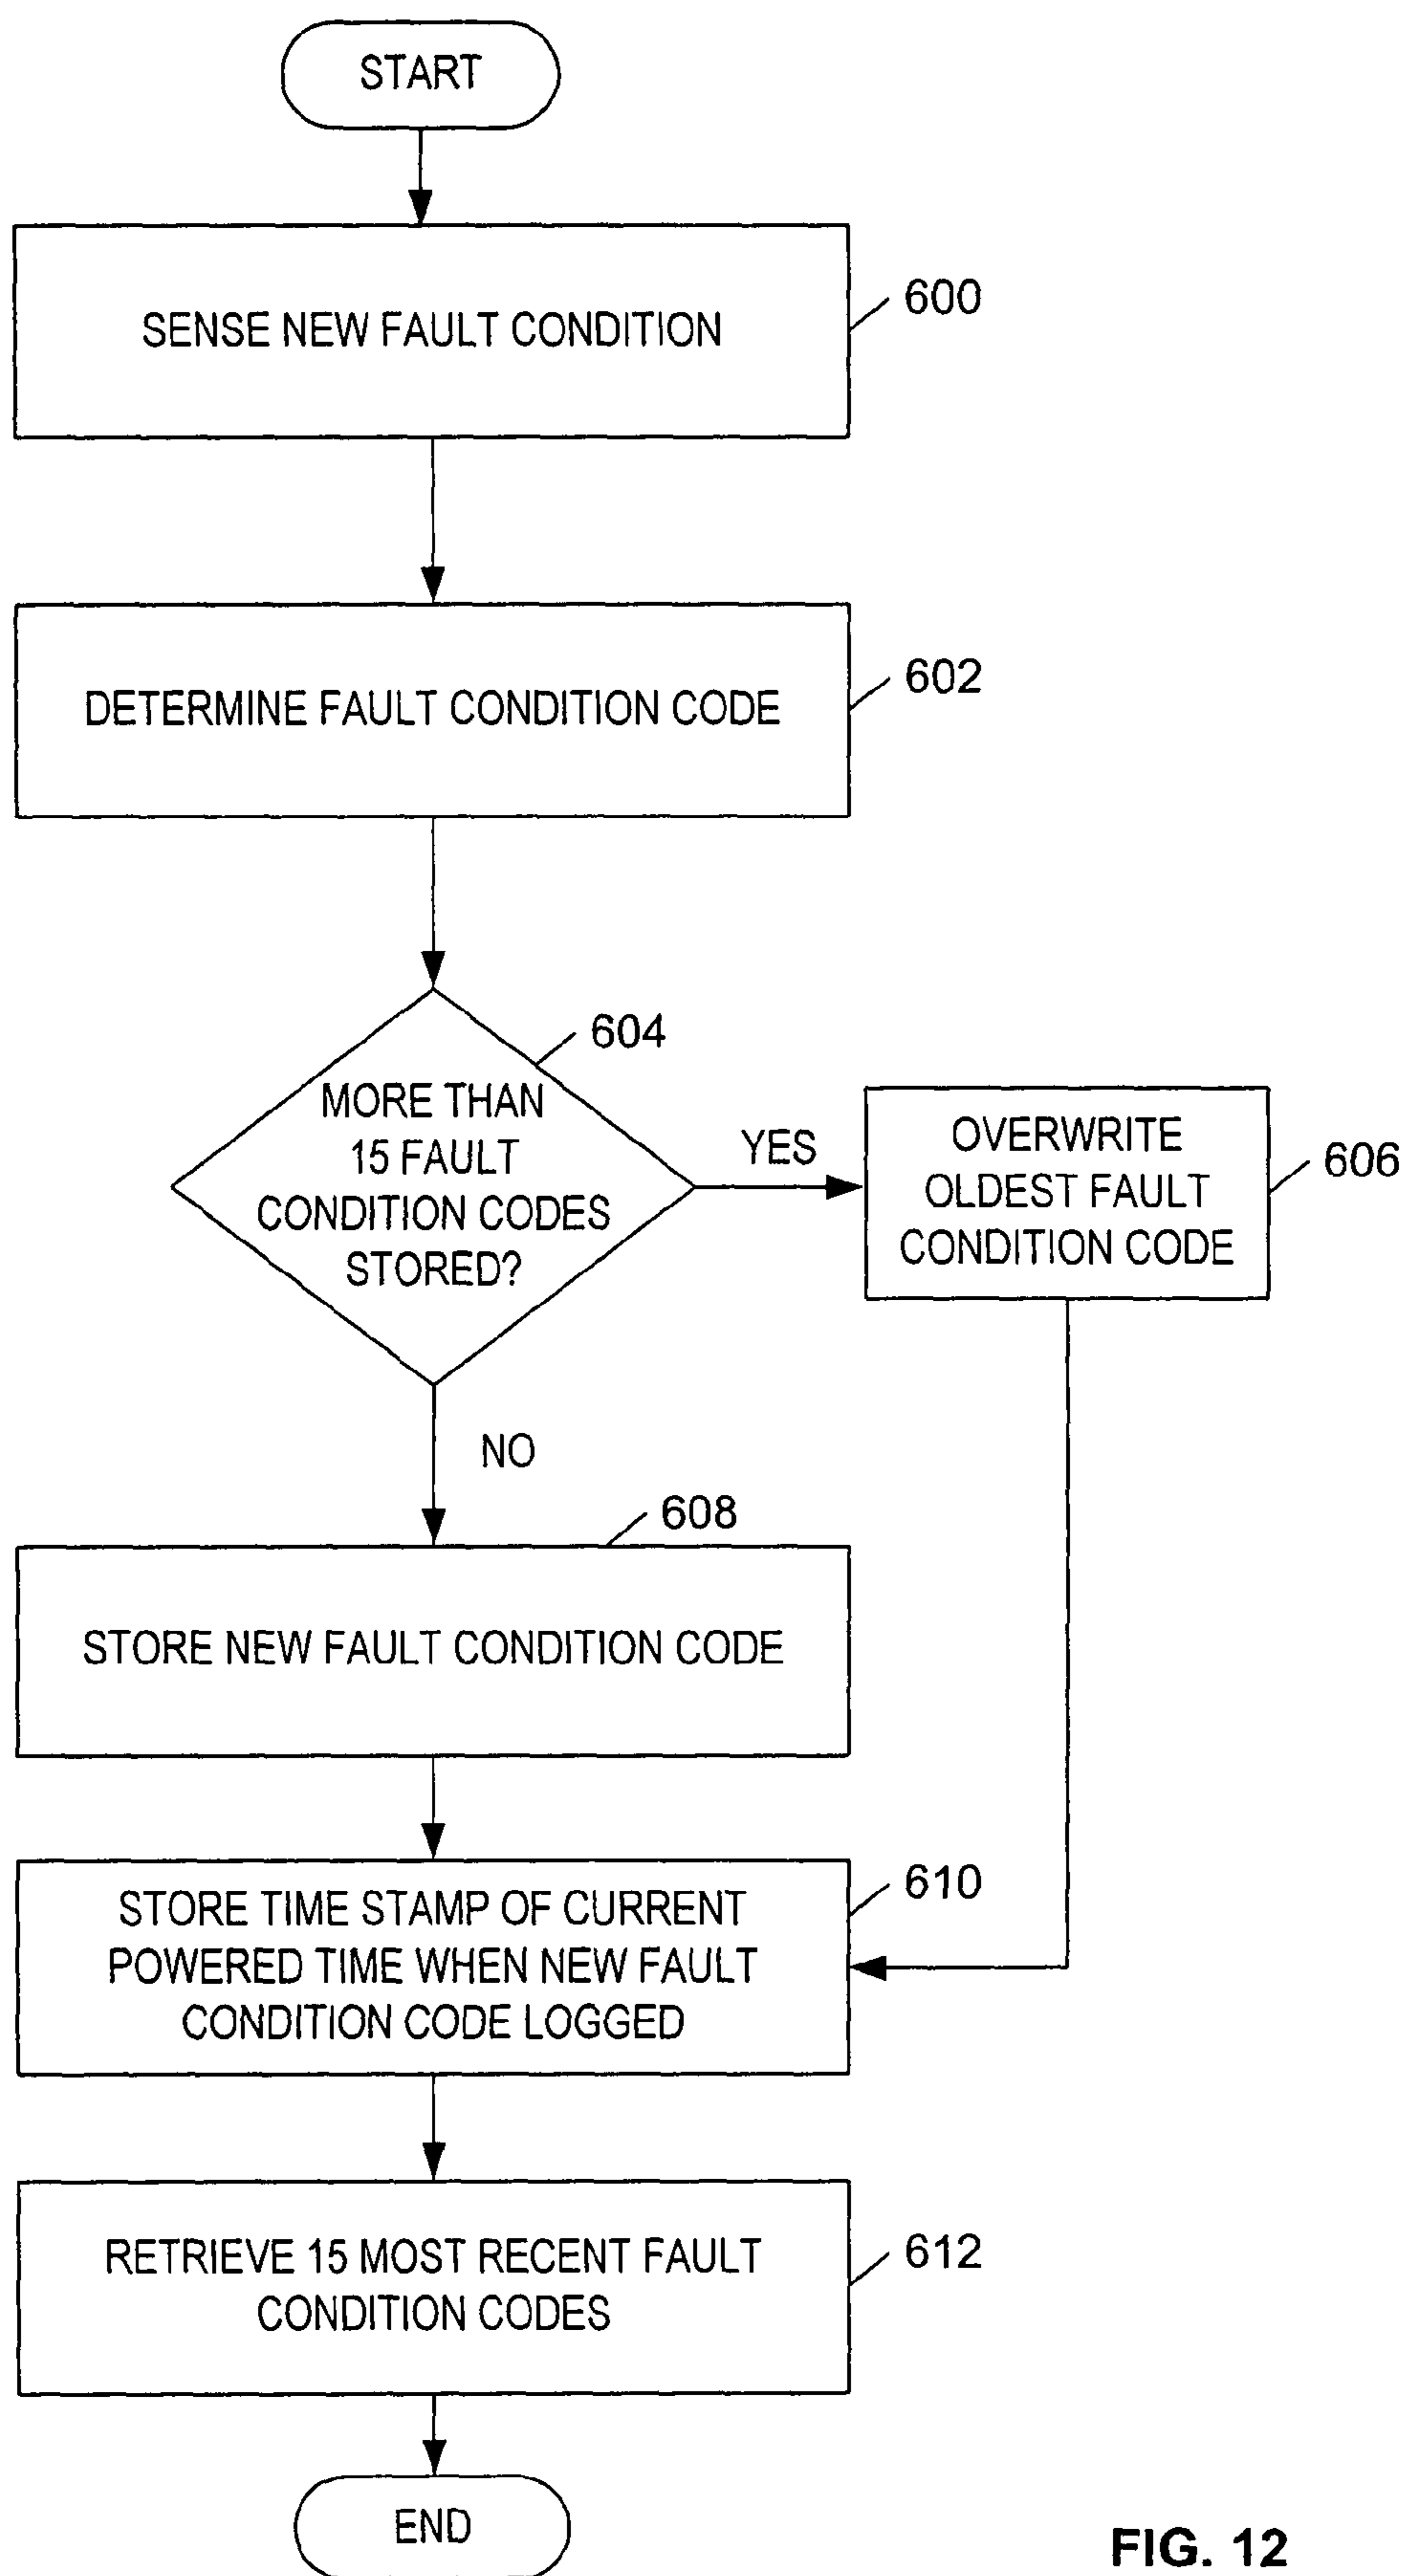 START
SENSE NEW FAULT CONDITION
600
DETERMINE FAULT CONDITION CODE
602
604
MORE THAN
15 FAULT
CONDITION CODES
STORED?
YES
OVERWRITE
OLDEST FAULT
CONDITION CODE
606
NO
608
STORE NEW FAULT CONDITION CODE
STORE TIME STAMP OF CURRENT
POWERED TIME WHEN NEW FAULT
CONDITION CODE LOGGED
610
RETRIEVE 15 MOST RECENT FAULT
CONDITION CODES
612
END
FIG. 12